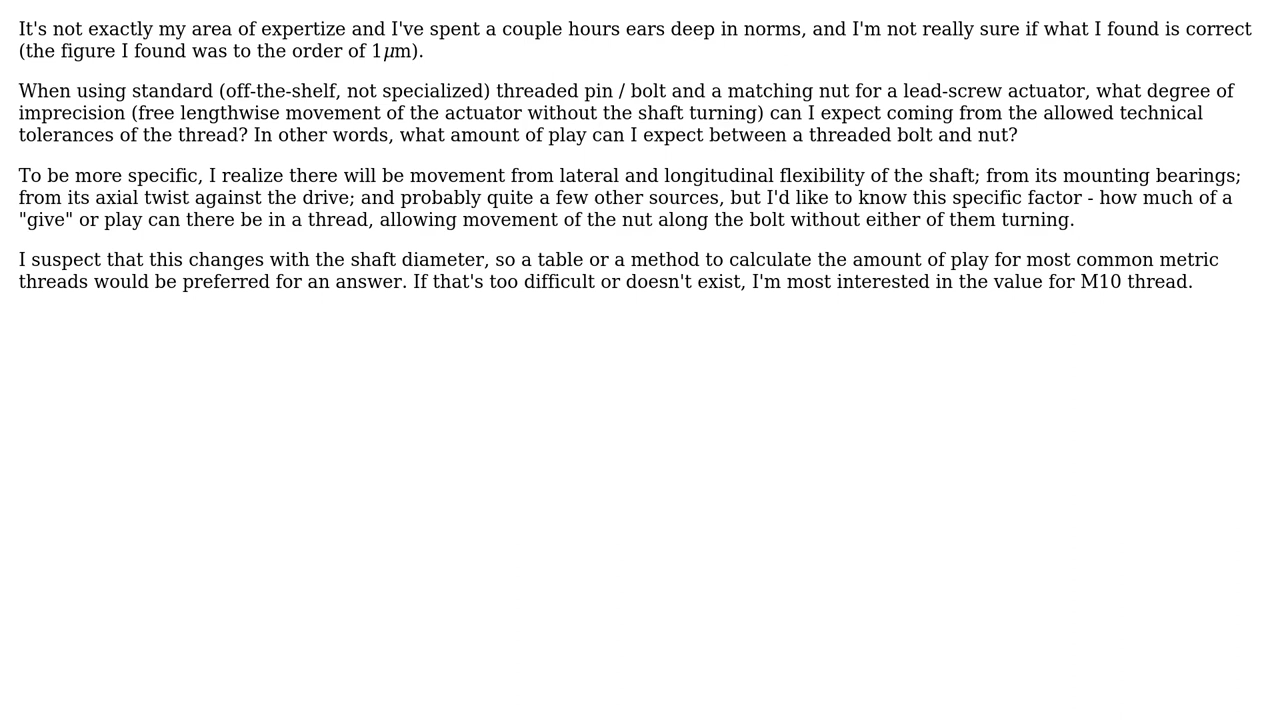 It's not exactly my area of expertize and I've spent a couple hours ears deep in norms, and I'm not really sure if what I found is correct
(the figure I found was to the order of 1μm).
When using standard (off-the-shelf, not specialized) threaded pin / bolt and a matching nut for a lead-screw actuator, what degree of
imprecision (free lengthwise movement of the actuator without the shaft turning) can I expect coming from the allowed technical
tolerances of the thread? In other words, what amount of play can I expect between a threaded bolt and nut?
To be more specific, I realize there will be movement from lateral and longitudinal flexibility of the shaft; from its mounting bearings;
from its axial twist against the drive; and probably quite a few other sources, but I'd like to know this specific factor - how much of a
"give" or play can there be in a thread, allowing movement of the nut along the bolt without either of them turning.
I suspect that this changes with the shaft diameter, so a table or a method to calculate the amount of play for most common metric
threads would be preferred for an answer. If that's too difficult or doesn't exist, I'm most interested in the value for M10 thread.